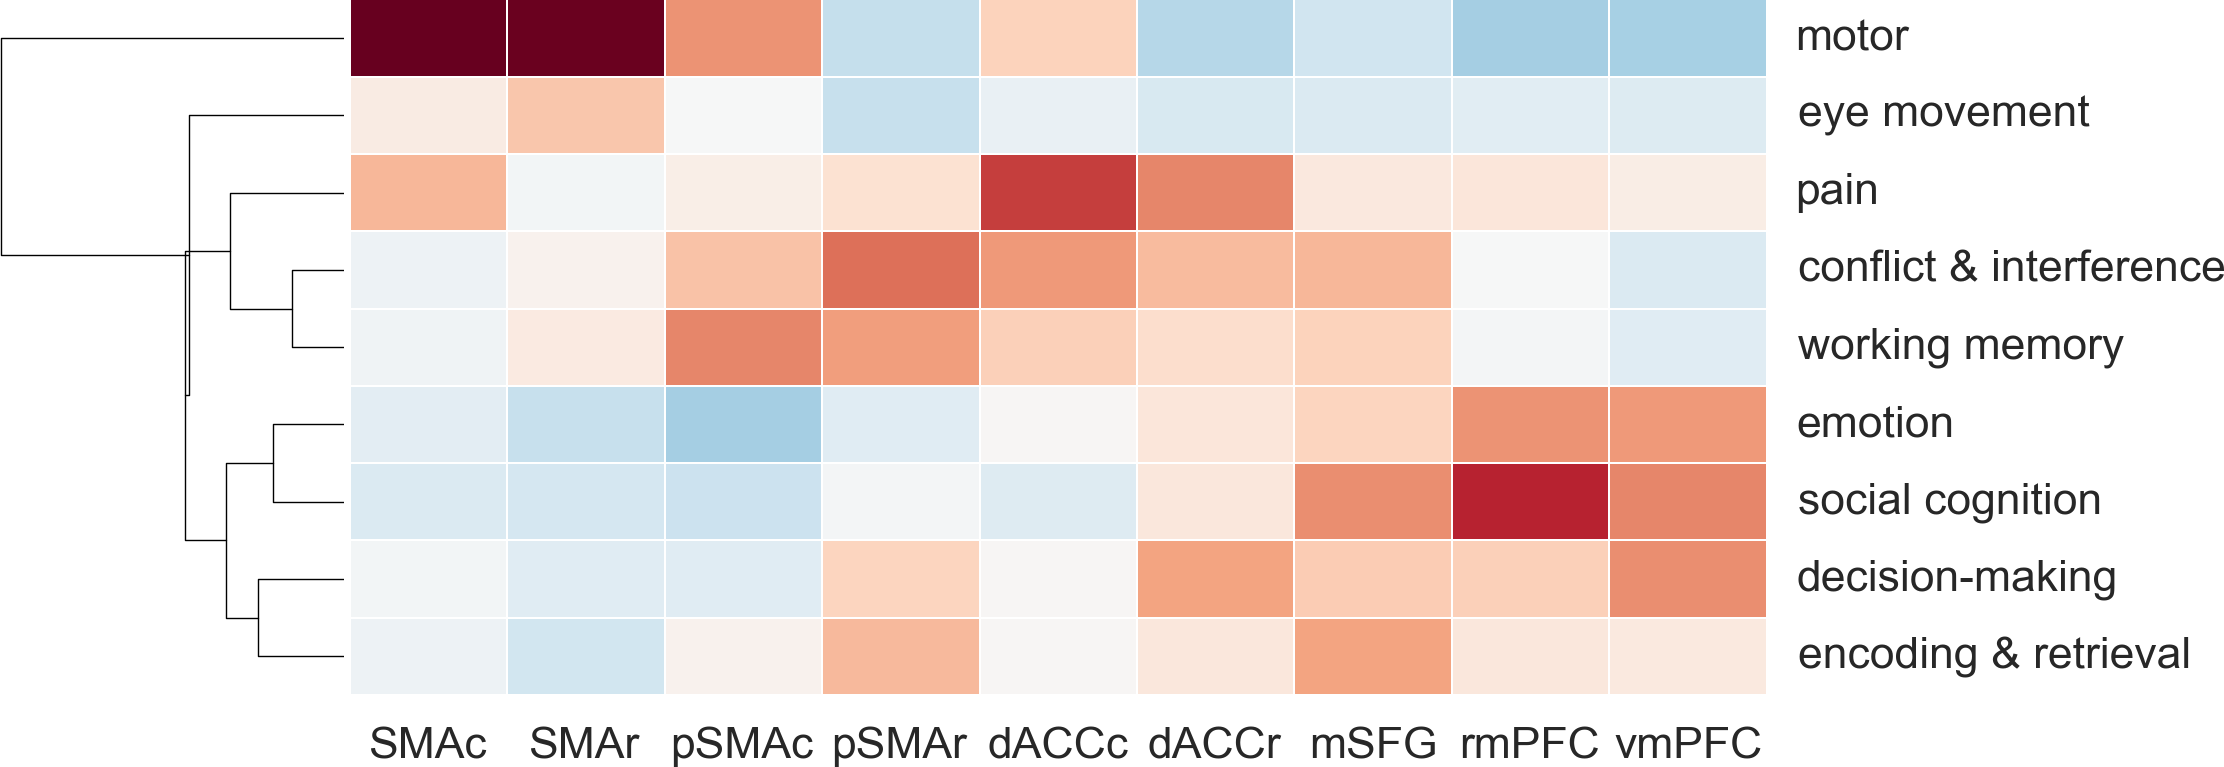 motor
eye movement
pain
conflict & interference
working memory
emotion
social cognition
decision-making
encoding & retrieval
SMAc SMAr pSMAc pSMAr dACCc dACCr mSFG rmPFC vmPFC